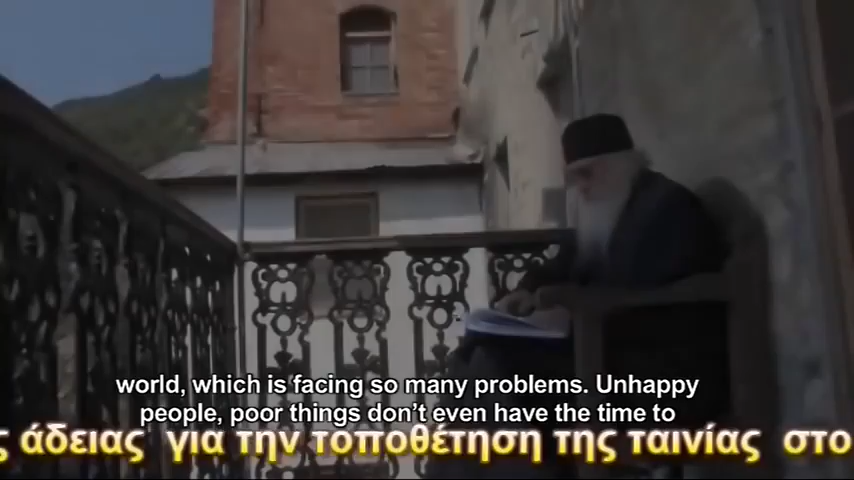 world, which is facing so many problems. Unhappy
people, poor things don't even have the time to
ς άδειας για την τοποθέτηση της ταινίας στο